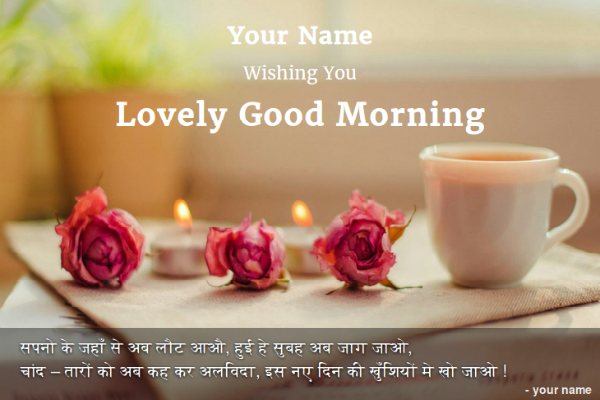 Your Name
Wishing You
Lovely Good Morning
सपनो के जहाँ से अब लौट आऔ, हुई हे सुबह अब जाग जाओ,
चांद – तारों को अब कह कर अलविदा, इस नए दिन की खुँशियों मे खो जाओ !
- your name